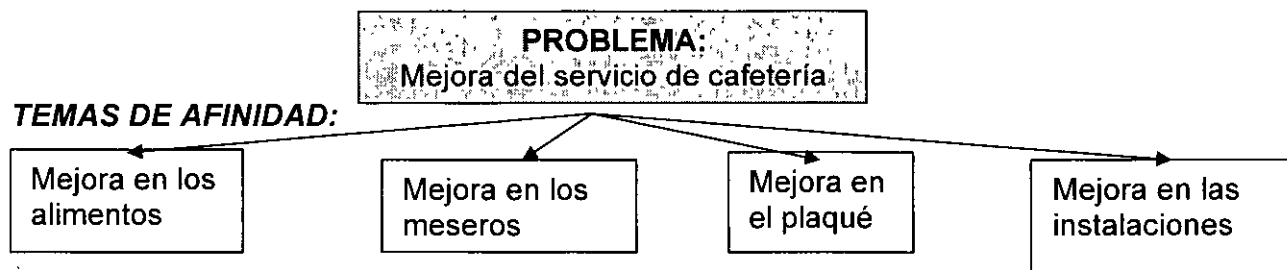 PROBLEMA:
Mejora del servicio de cafetería
TEMAS DE AFINIDAD:
Mejora en los
alimentos
Mejora en los
meseros
Mejora en
el plaqué
Mejora en las
instalaciones